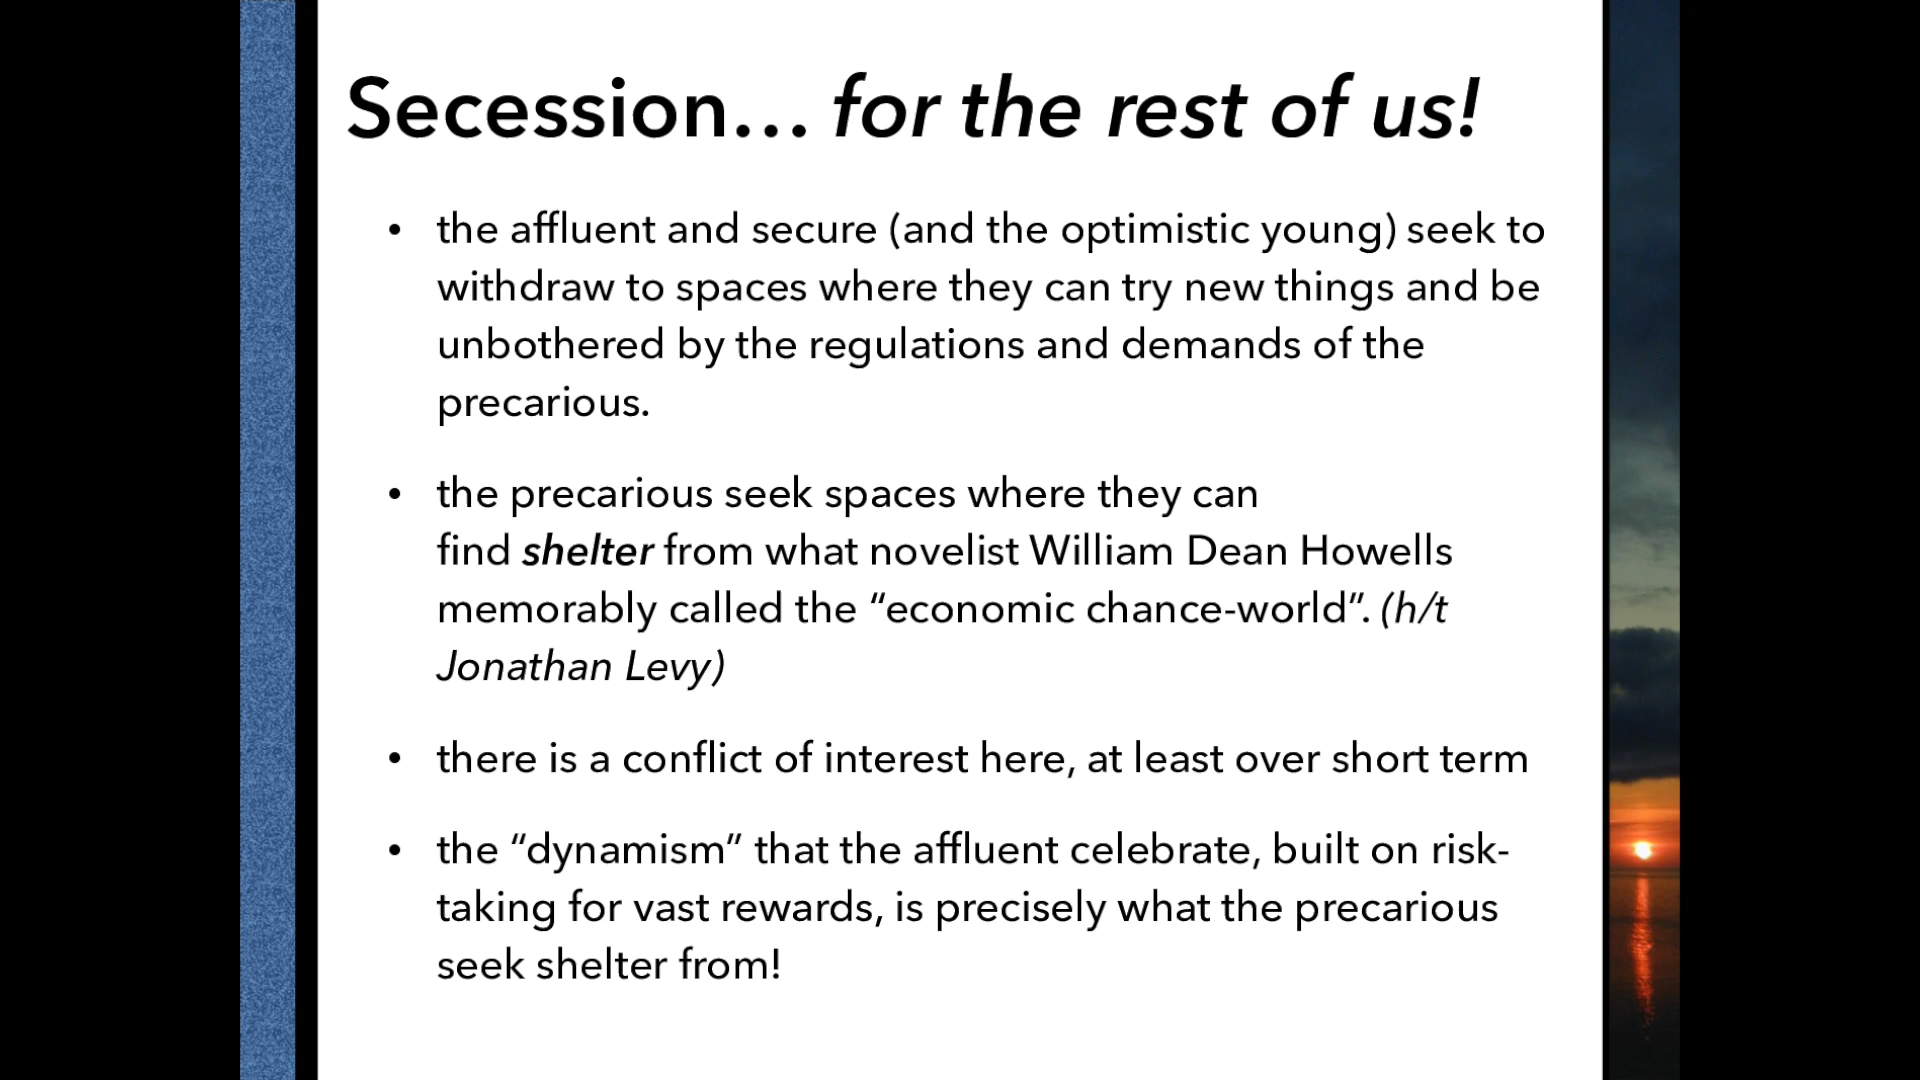 Secession… for the rest of us!
• the affluent and secure (and the optimistic young) seek to
withdraw to spaces where they can try new things and be
unbothered by the regulations and demands of the
precarious.
• the precarious seek spaces where they can
find shelter from what novelist William Dean Howells
memorably called the “economic chance-world”. (h/t
Jonathan Levy)
• there is a conflict of interest here, at least over short term
• the “dynamism” that the affluent celebrate, built on risk-
taking for vast rewards, is precisely what the precarious
seek shelter from!